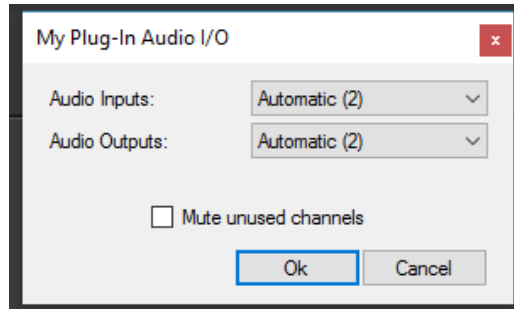 My Plug-In Audio I/O
x
Audio Inputs: Automatic (2)
Audio Outputs: Automatic (2)
Mute unused channels
Ok Cancel